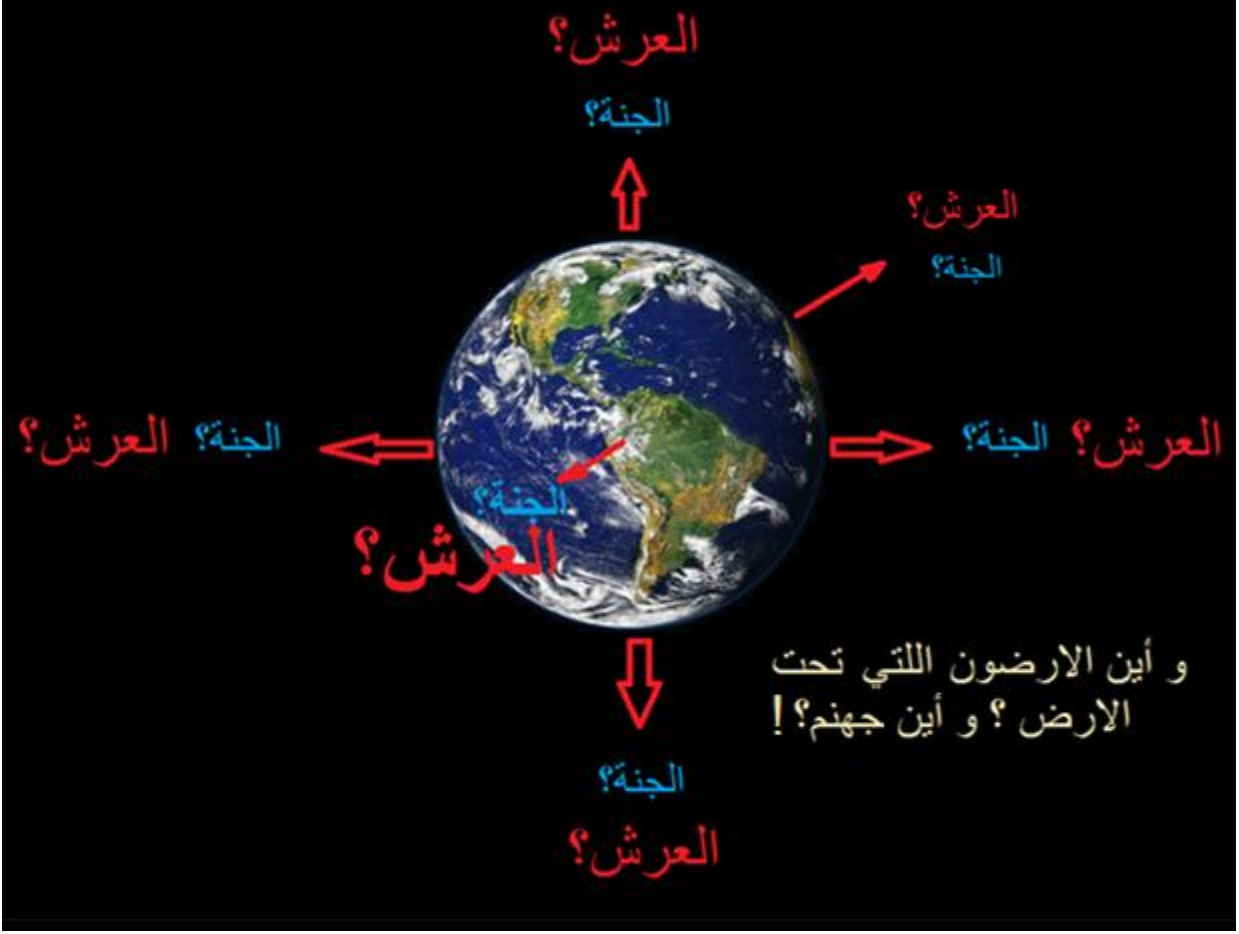 العرش؟
الجنة؟
العرش؟
الجنة؟
العرش؟ الجنة؟
الجنة؟ العرش؟
الجنة؟
العرش؟
و أين الارضون اللتي تحت
الارض ؟ و أين جهنم؟ !
الجنة؟
العرش؟